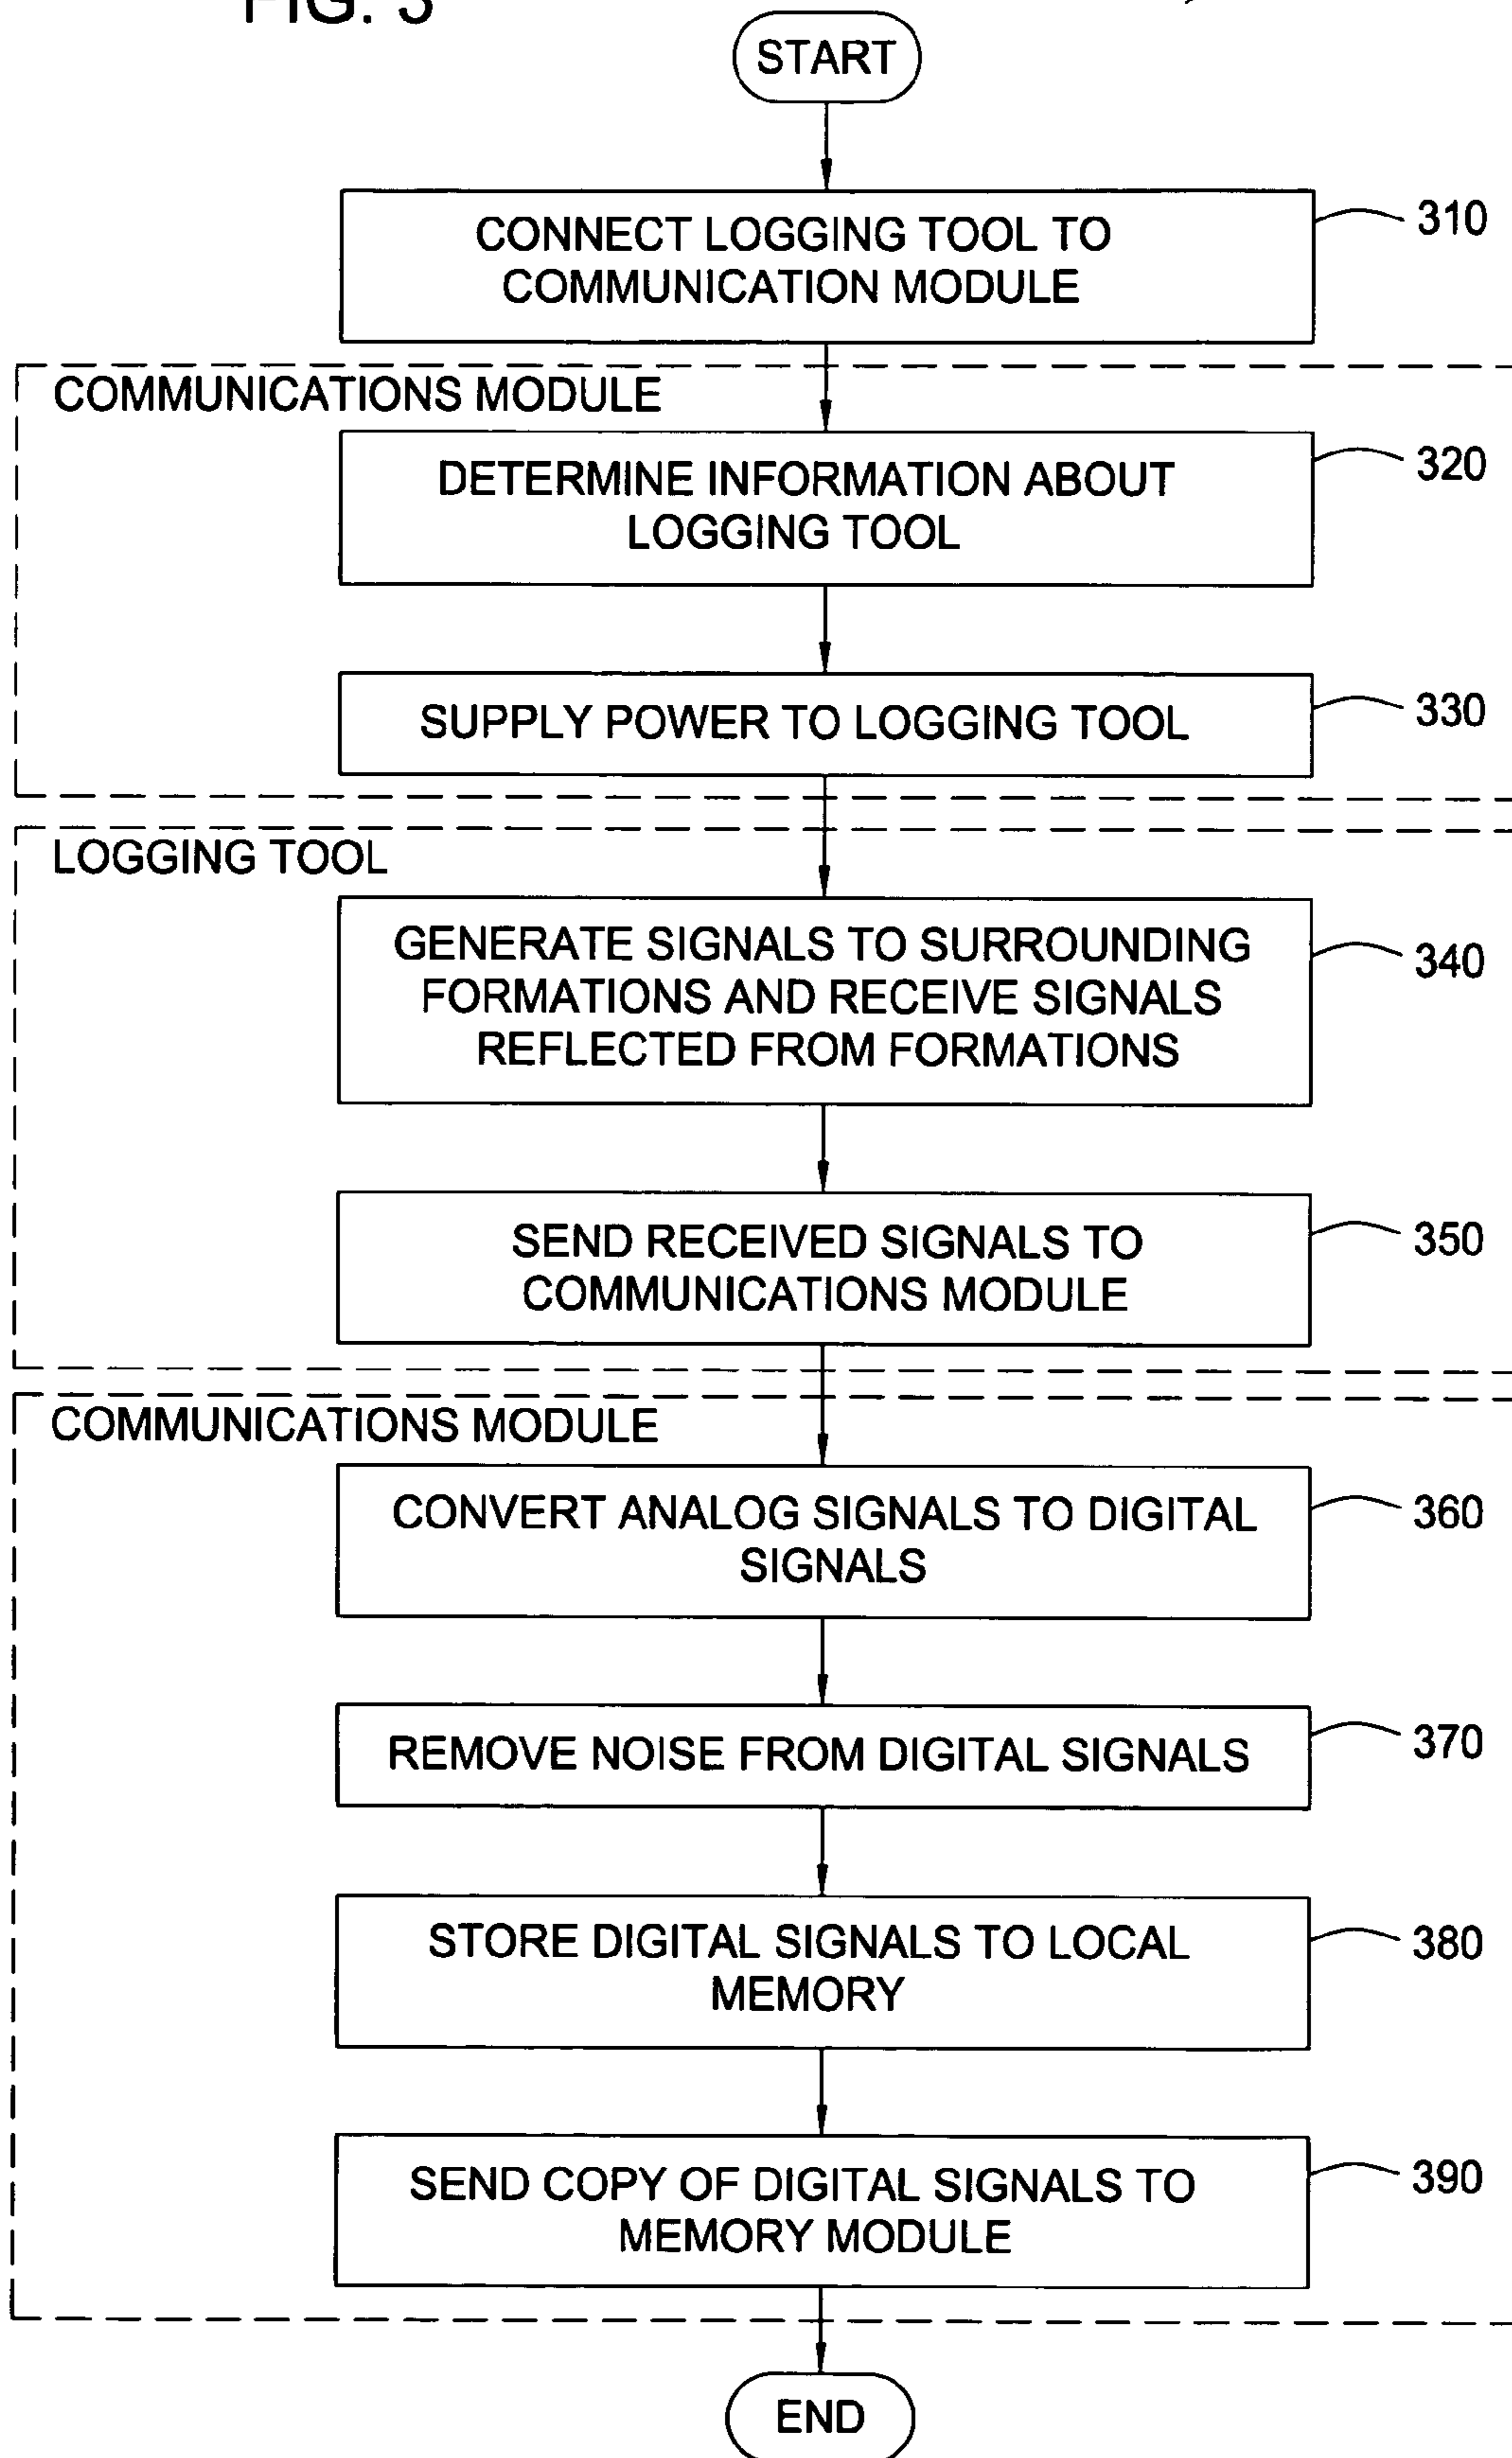 FIG. 3
START
CONNECT LOGGING TOOL TO
COMMUNICATION MODULE
310
COMMUNICATIONS MODULE
DETERMINE INFORMATION ABOUT
LOGGING TOOL
320
SUPPLY POWER TO LOGGING TOOL
330
LOGGING TOOL
GENERATE SIGNALS TO SURROUNDING
FORMATIONS AND RECEIVE SIGNALS
REFLECTED FROM FORMATIONS
340
SEND RECEIVED SIGNALS TO
COMMUNICATIONS MODULE
350
COMMUNICATIONS MODULE
CONVERT ANALOG SIGNALS TO DIGITAL
SIGNALS
360
REMOVE NOISE FROM DIGITAL SIGNALS
370
STORE DIGITAL SIGNALS TO LOCAL
MEMORY
380
SEND COPY OF DIGITAL SIGNALS TO
MEMORY MODULE
390
END